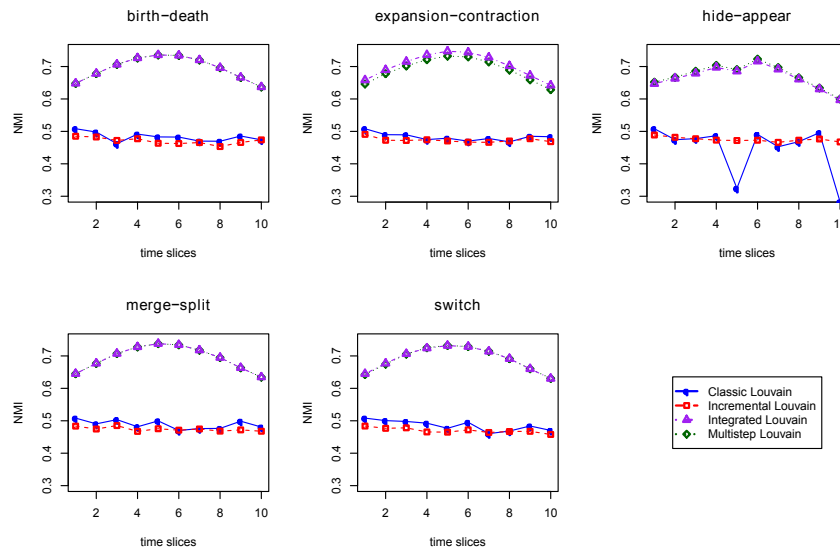 birth−death
expansion−contraction
hide−appear
NMI
0.3 0.4 0.5 0.6 0.7
2 4 6 8 10
time slices
NMI
0.3 0.4 0.5 0.6 0.7
2 4 6 8 10
time slices
NMI
0.3 0.4 0.5 0.6 0.7
2 4 6 8 10
time slices
merge−split
switch
NMI
0.3 0.4 0.5 0.6 0.7
2 4 6 8 10
time slices
NMI
0.3 0.4 0.5 0.6 0.7
2 4 6 8 10
time slices
Classic Louvain
Incremental Louvain
Integrated Louvain
Multistep Louvain